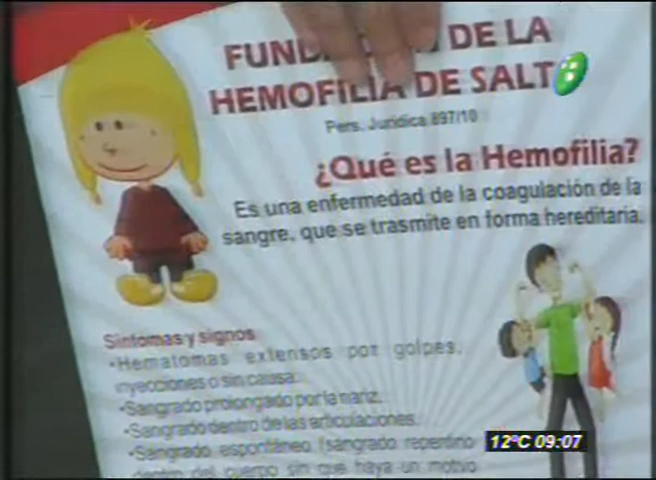 FUNDACIÓN DE LA
HEMOFILIA DE SALTA
Pers. Jurídica 897/10
¿Qué es la Hemofilia?
Es una enfermedad de la coagulación de la
sangre, que se trasmite en forma hereditaria.
Síntomas y signos
•Hematomas extensos por golpes,
inyecciones o sin causa.
•Sangrado prolongado por la nariz.
•Sangrado dentro de las articulaciones.
•Sangrado espontáneo (sangrado repentino
dentro del cuerpo sin que haya un motivo
8
12°C 09:07